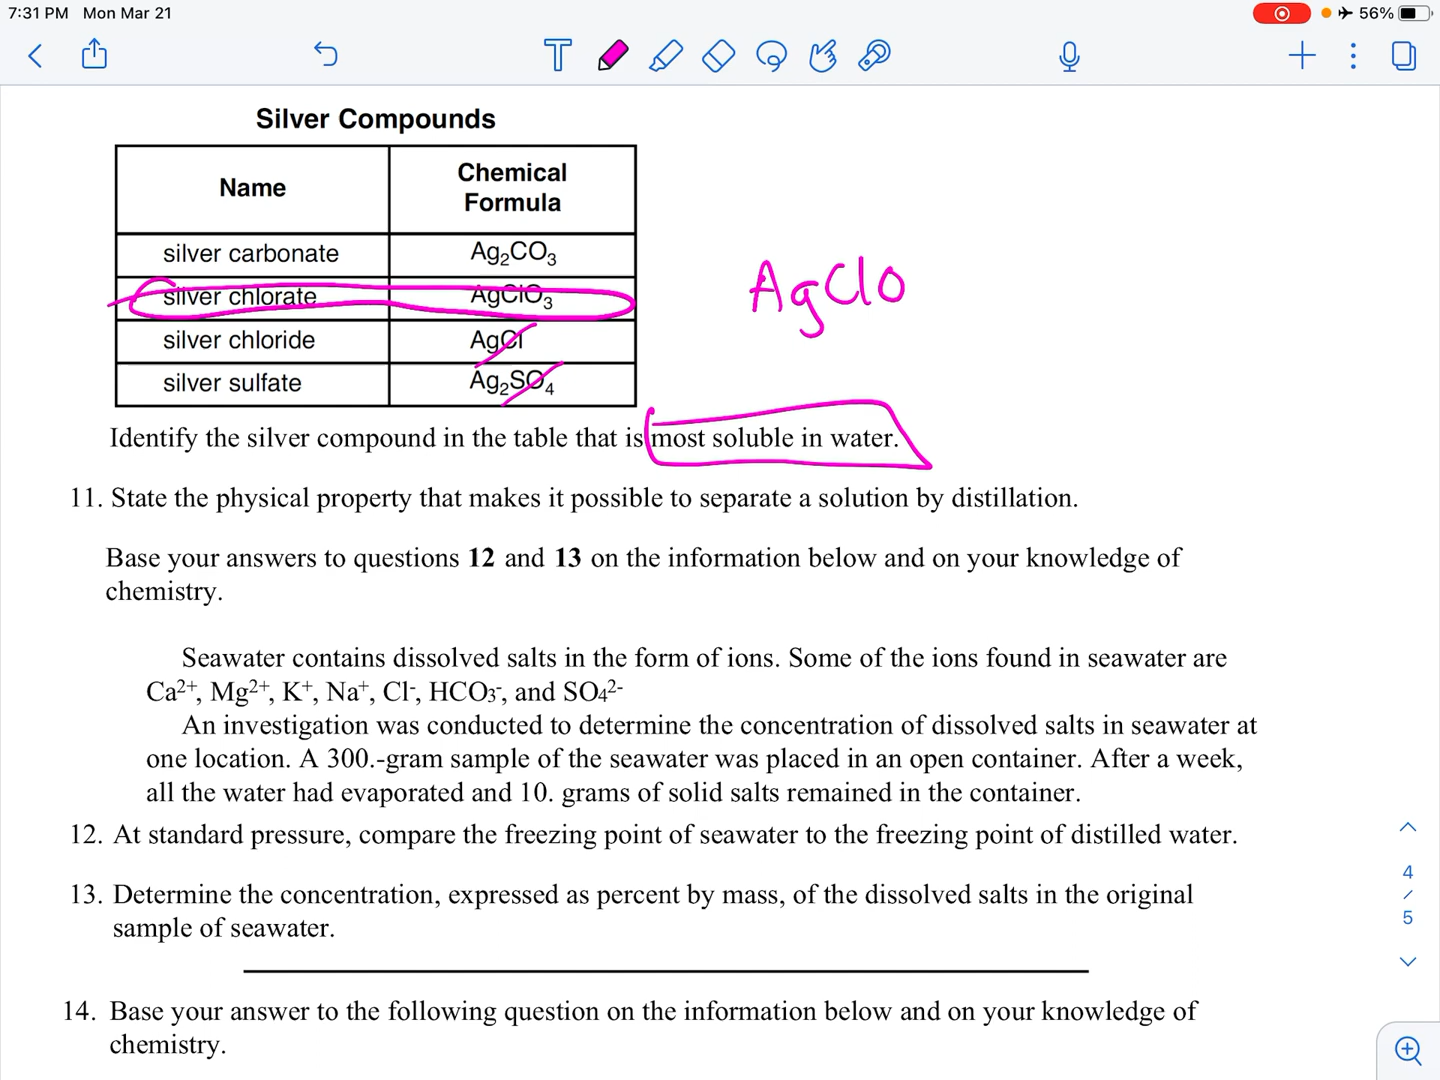 7:31 PM Mon Mar 21
56%
Silver Compounds
Name
Chemical
Formula
silver carbonate Ag₂CO₃
silver chlorate AgClO₃
AgClO
silver chloride AgCl
silver sulfate Ag₂SO₄
Identify the silver compound in the table that is most soluble in water.
11. State the physical property that makes it possible to separate a solution by distillation.
Base your answers to questions 12 and 13 on the information below and on your knowledge of
chemistry.
Seawater contains dissolved salts in the form of ions. Some of the ions found in seawater are
Ca²⁺, Mg²⁺, K⁺, Na⁺, Cl⁻, HCO₃⁻, and SO₄²⁻
An investigation was conducted to determine the concentration of dissolved salts in seawater at
one location. A 300.-gram sample of the seawater was placed in an open container. After a week,
all the water had evaporated and 10. grams of solid salts remained in the container.
12. At standard pressure, compare the freezing point of seawater to the freezing point of distilled water.
13. Determine the concentration, expressed as percent by mass, of the dissolved salts in the original
sample of seawater.
14. Base your answer to the following question on the information below and on your knowledge of
chemistry.
4
/
5